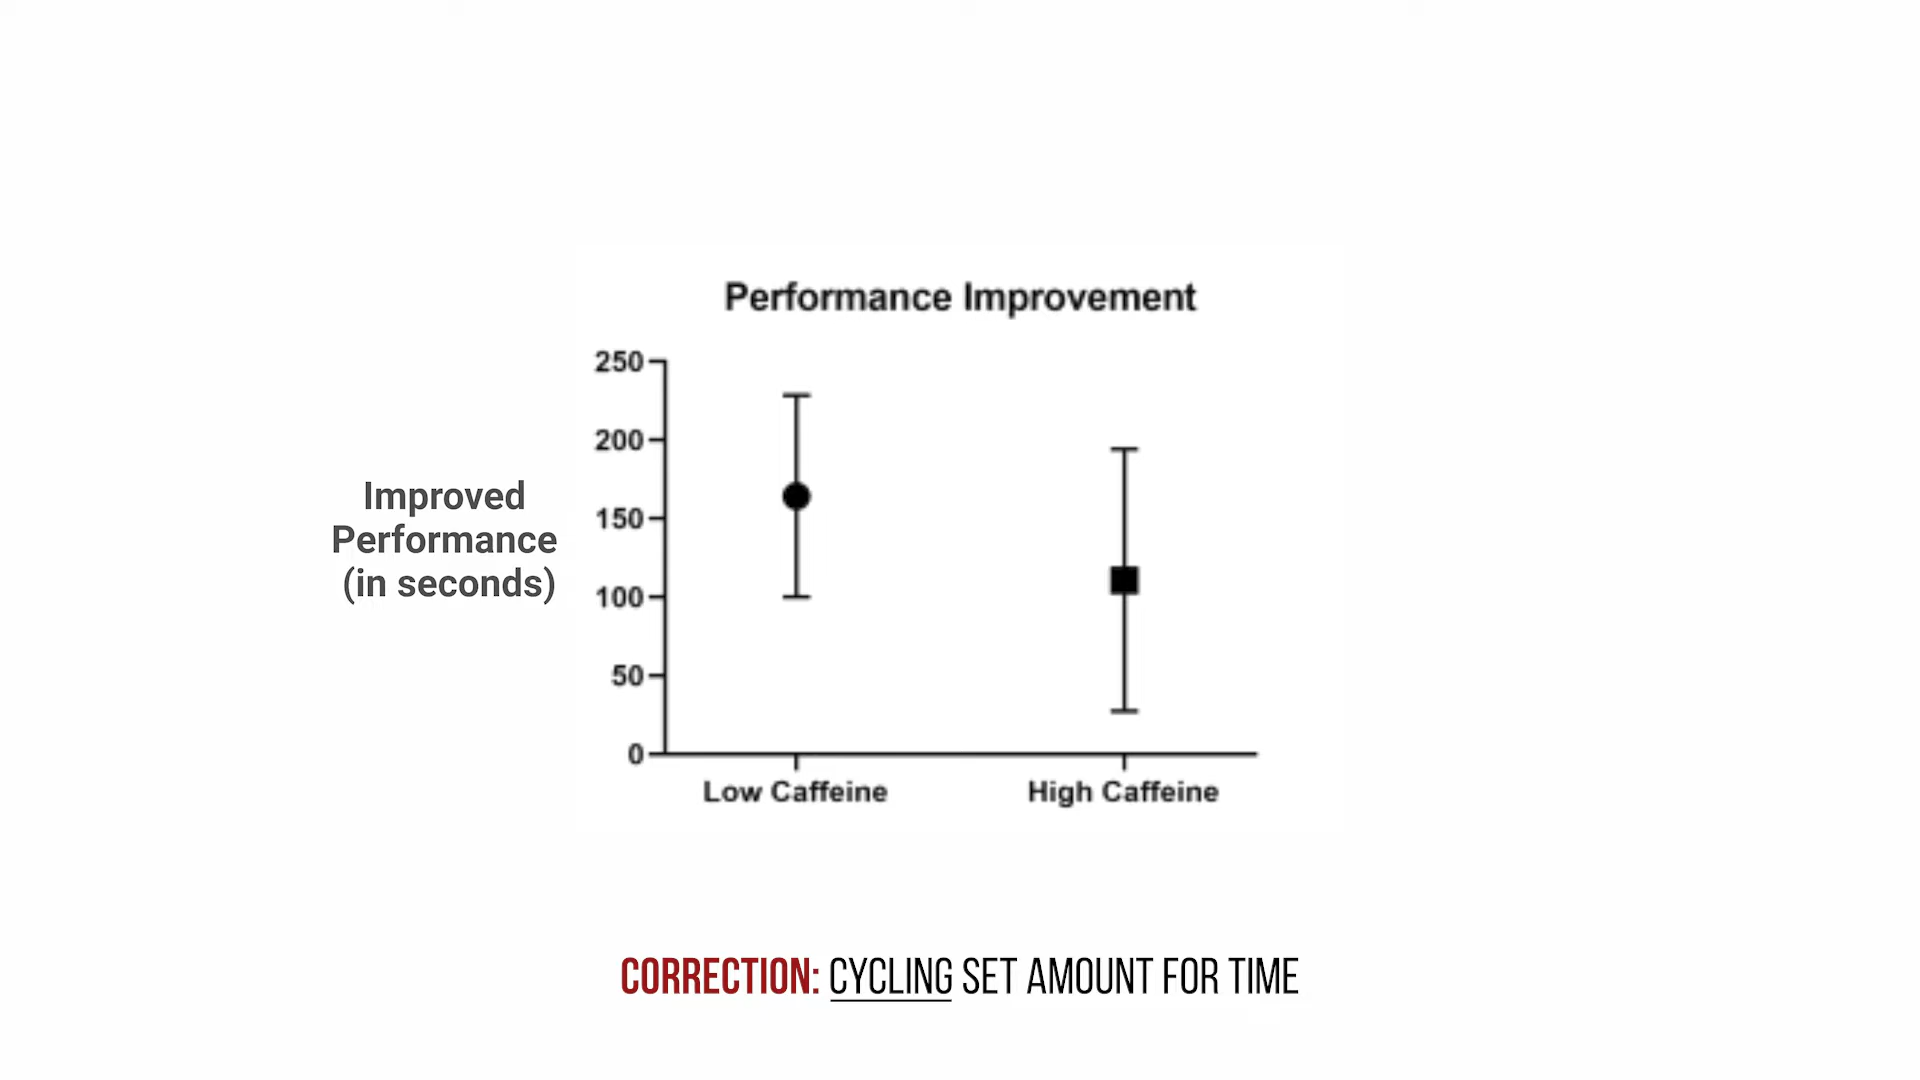 Performance Improvement
250
200
150
100
50
0
Improved
Performance
(in seconds)
Low Caffeine
High Caffeine
CORRECTION: CYCLING SET AMOUNT FOR TIME